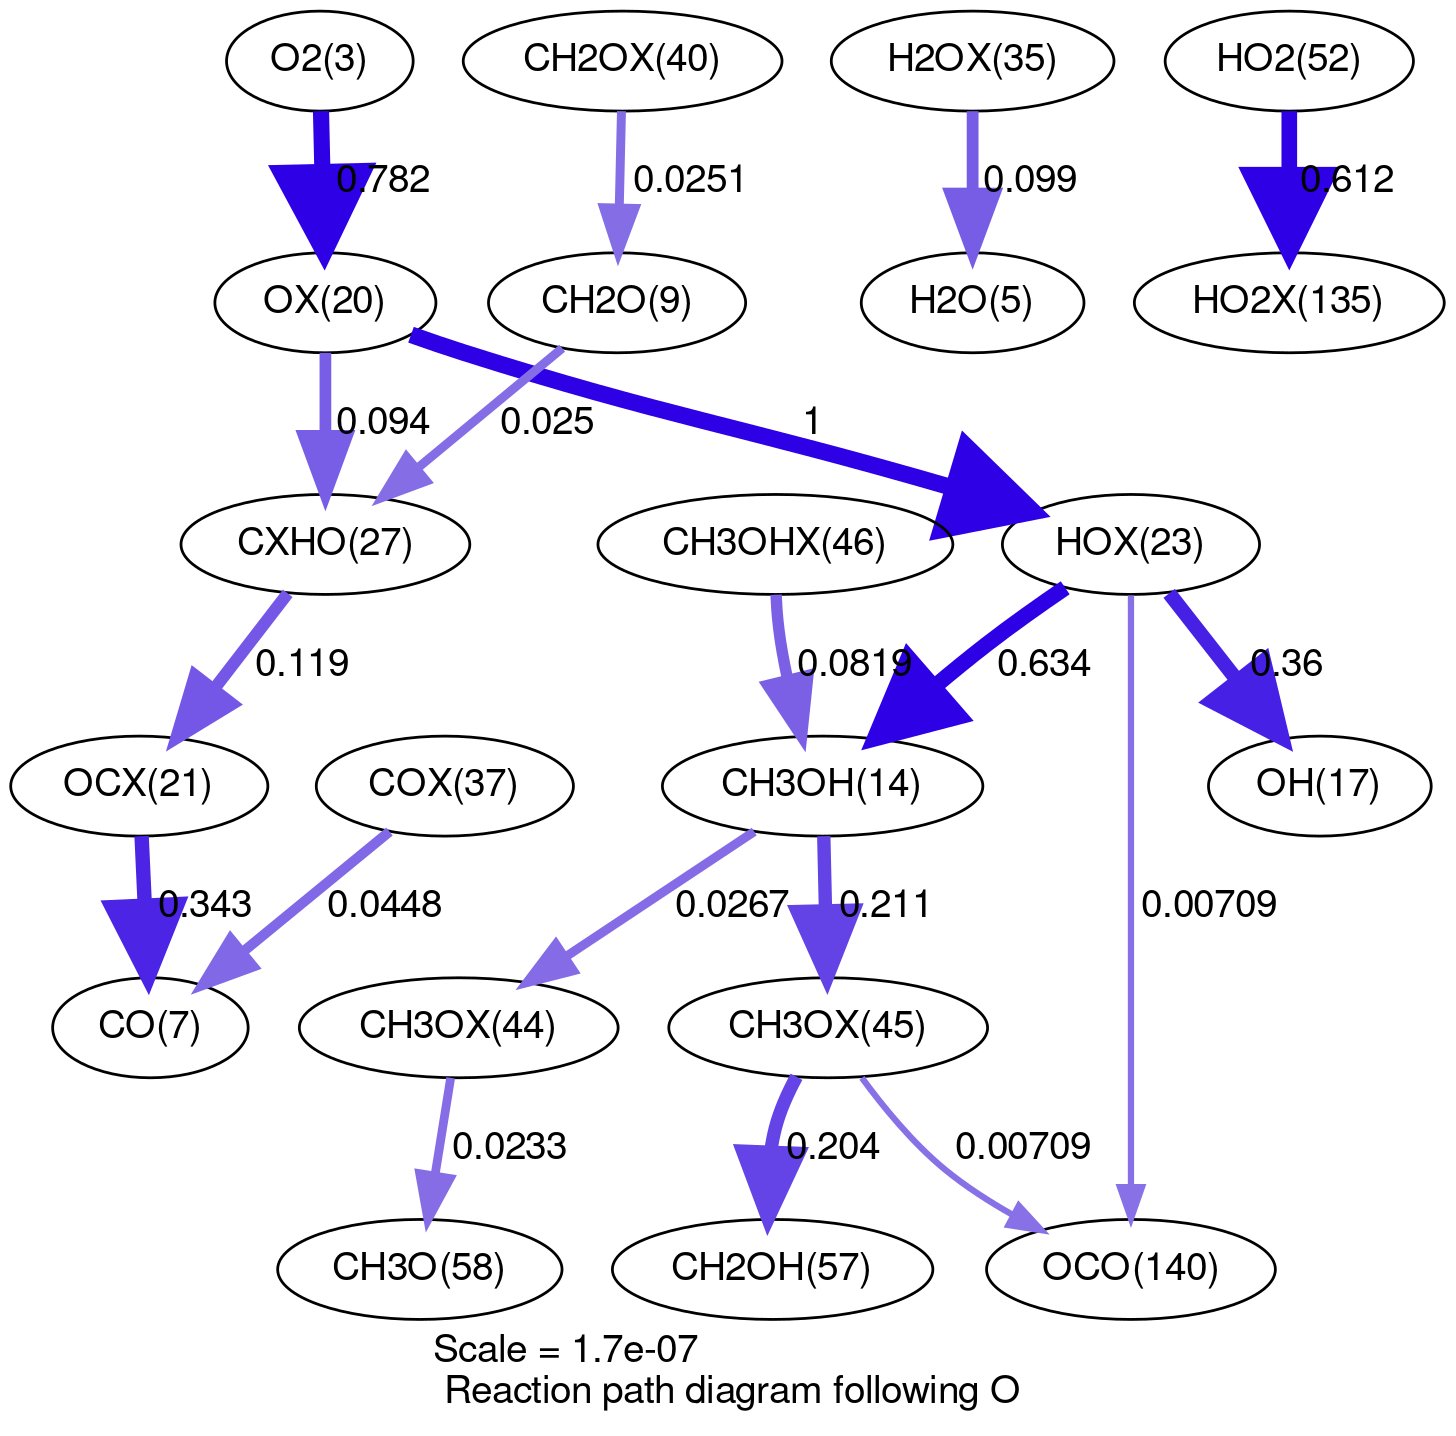 O2(3)
CH2OX(40)
H2OX(35)
HO2(52)
0.782
0.0251
0.099
0.612
OX(20)
CH2O(9)
H2O(5)
HO2X(135)
0.094
0.025
1
CXHO(27)
CH3OHX(46)
HOX(23)
0.119
0.0819
0.634
0.36
OCX(21)
COX(37)
CH3OH(14)
OH(17)
0.343
0.0448
0.0267
0.211
0.00709
CO(7)
CH3OX(44)
CH3OX(45)
0.0233
0.204
0.00709
CH3O(58)
CH2OH(57)
OCO(140)
Scale = 1.7e-07
Reaction path diagram following O